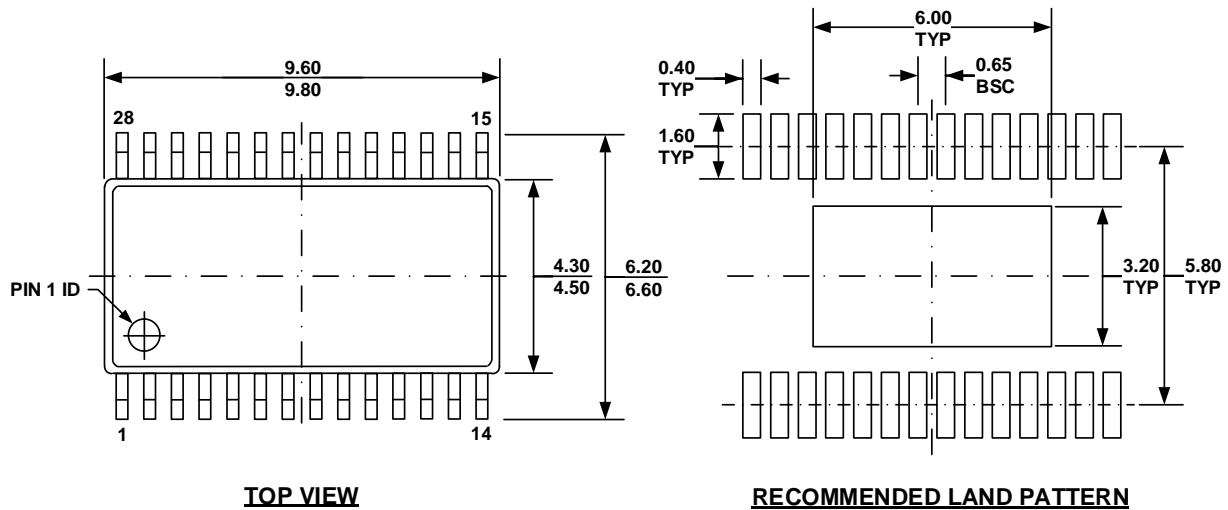 6.00
TYP
9.60
9.80
0.40
TYP
0.65
BSC
28
15
1.60
TYP
4.30
4.50
6.20
6.60
3.20
TYP
5.80
TYP
PIN 1 ID
1
14
TOP VIEW
RECOMMENDED LAND PATTERN